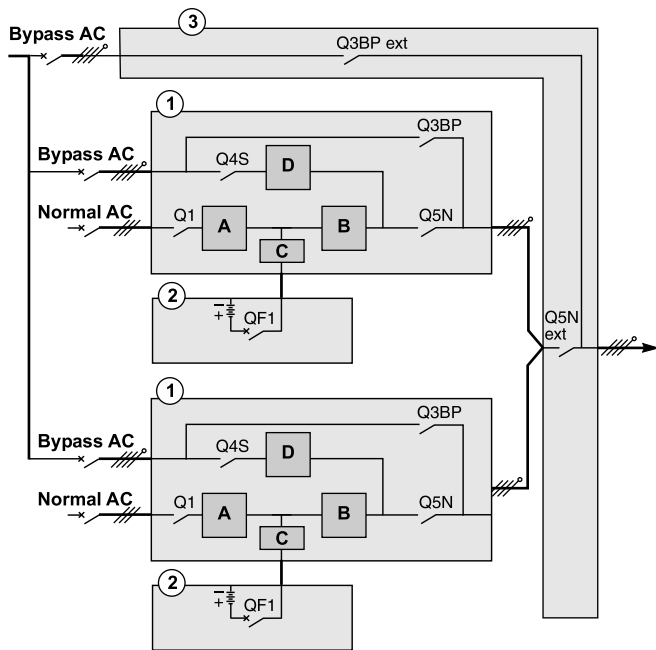 3
Bypass AC
Q3BP ext
1
Q3BP
Bypass AC
Q4S
D
Normal AC
Q1
A
B
Q5N
C
2
− +
QF1
Q5N
ext
1
Q3BP
Bypass AC
Q4S
D
Normal AC
Q1
A
B
Q5N
C
2
− +
QF1